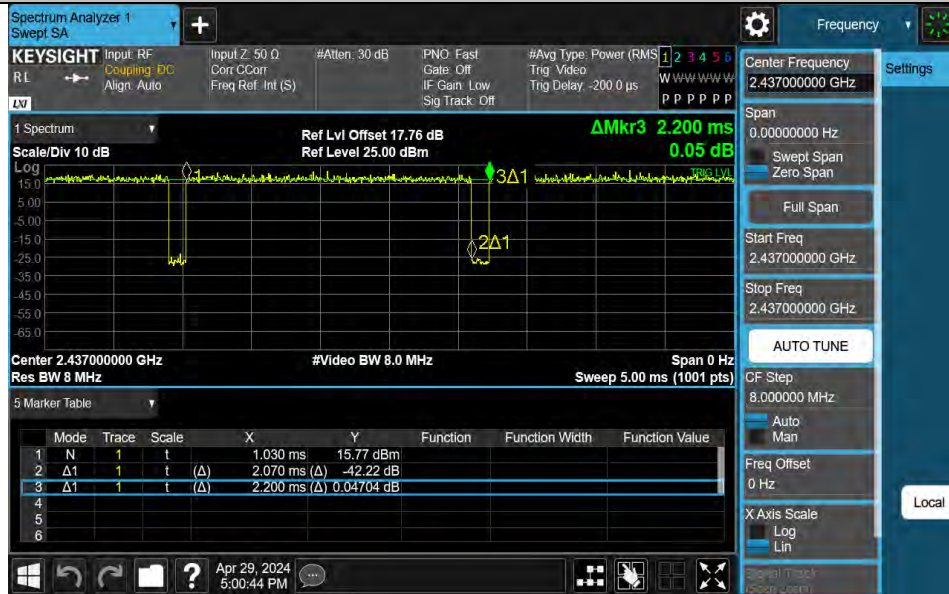 Spectrum Analyzer 1
Swept SA
+
Frequency
KEYSIGHT
Input: RF
Input Z: 50 Ω
#Atten: 30 dB
PNO: Fast
#Avg Type: Power (RMS
1 2 3 4 5 6
RL
Coupling: DC
Corr CCorr
Gate: Off
Trig: Video
W W W W W W
Align: Auto
Freq Ref: Int (S)
IF Gain: Low
Trig Delay: -200.0 µs
P P P P P P
LXI
Sig Track: Off
Center Frequency
2.437000000 GHz
Settings
1 Spectrum
Ref Lvl Offset 17.76 dB
ΔMkr3 2.200 ms
Scale/Div 10 dB
Ref Level 25.00 dBm
0.05 dB
Log
TRIG LVL
15.0
5.00
-5.00
-15.0
-25.0
-35.0
-45.0
-55.0
-65.0
1
3Δ1
2Δ1
Center 2.437000000 GHz
#Video BW 8.0 MHz
Span 0 Hz
Res BW 8 MHz
Sweep 5.00 ms (1001 pts)
Span
0.00000000 Hz
Swept Span
Zero Span
Full Span
Start Freq
2.437000000 GHz
Stop Freq
2.437000000 GHz
AUTO TUNE
CF Step
8.000000 MHz
Auto
Man
Freq Offset
0 Hz
X Axis Scale
Log
Lin
Signal Track
(Span Zoom)
Local
5 Marker Table
Mode Trace Scale X Y Function Function Width Function Value
1 N 1 t 1.030 ms 15.77 dBm
2 Δ1 1 t (Δ) 2.070 ms (Δ) -42.22 dB
3 Δ1 1 t (Δ) 2.200 ms (Δ) 0.04704 dB
4
5
6
?
Apr 29, 2024
5:00:44 PM